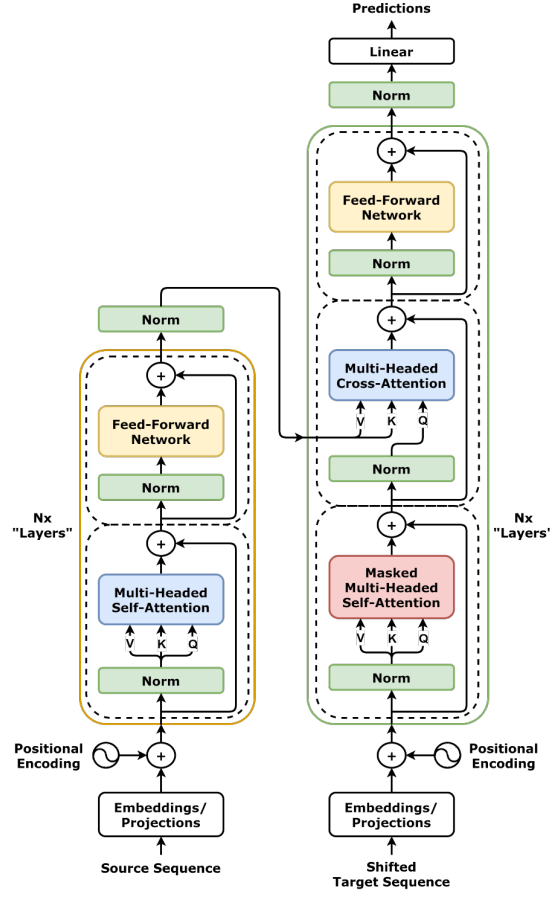 Predictions
Linear
Norm
Feed-Forward
Network
Norm
Multi-Headed
Cross-Attention
V K Q
Norm
Masked
Multi-Headed
Self-Attention
V K Q
Norm
Nx
"Layers"
Positional
Encoding
Embeddings/
Projections
Shifted
Target Sequence
Norm
Feed-Forward
Network
Norm
Nx
"Layers"
Multi-Headed
Self-Attention
V K Q
Norm
Positional
Encoding
Embeddings/
Projections
Source Sequence